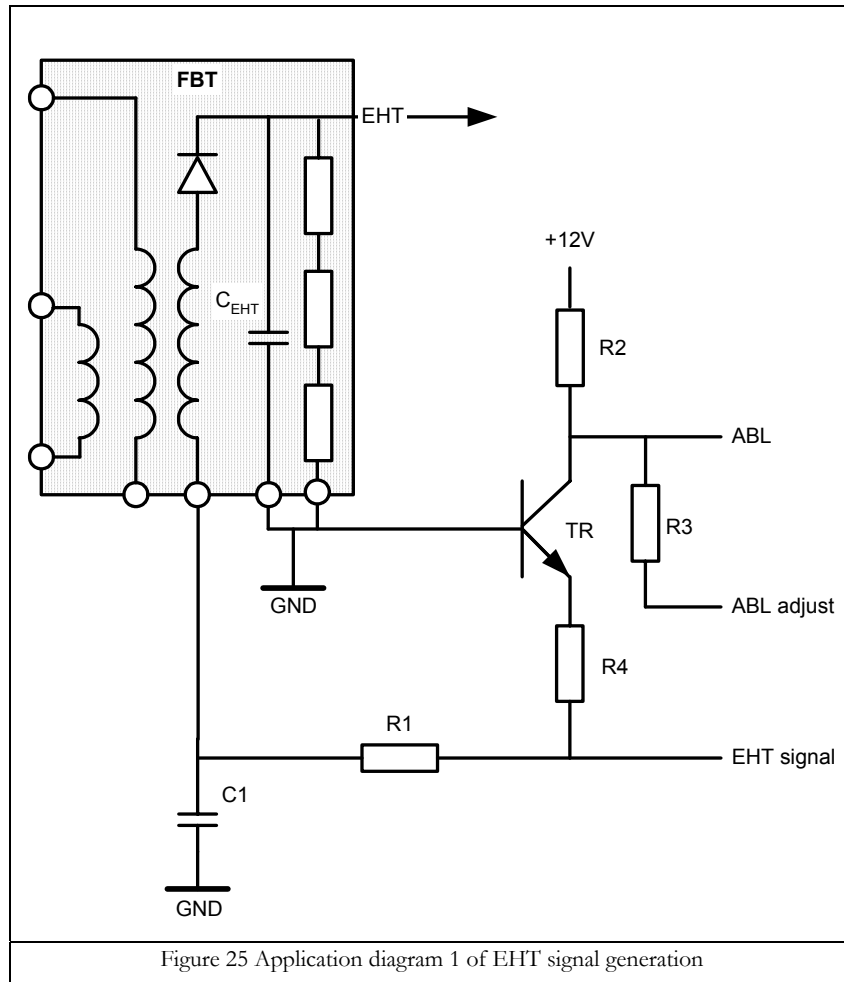 FBT
EHT
+12V
C_EHT
R2
ABL
TR
R3
GND
ABL adjust
R4
R1
EHT signal
C1
GND
Figure 25 Application diagram 1 of EHT signal generation